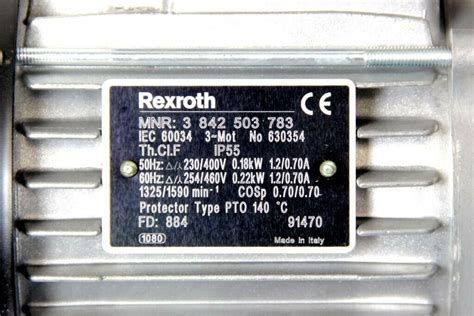 Rexroth CE
MNR: 3 842 503 783
IEC 60034 3-Mot No 630354
Th.Cl.F IP55
50Hz: △/⅄ 230/400V 0.18kW 1.2/0.70A
60Hz: △/⅄ 254/460V 0.22kW 1.2/0.70A
1325/1590 min⁻¹ COSp 0.70/0.70
Protector Type PTO 140 °C
FD: 884 91470
1080 Made in Italy